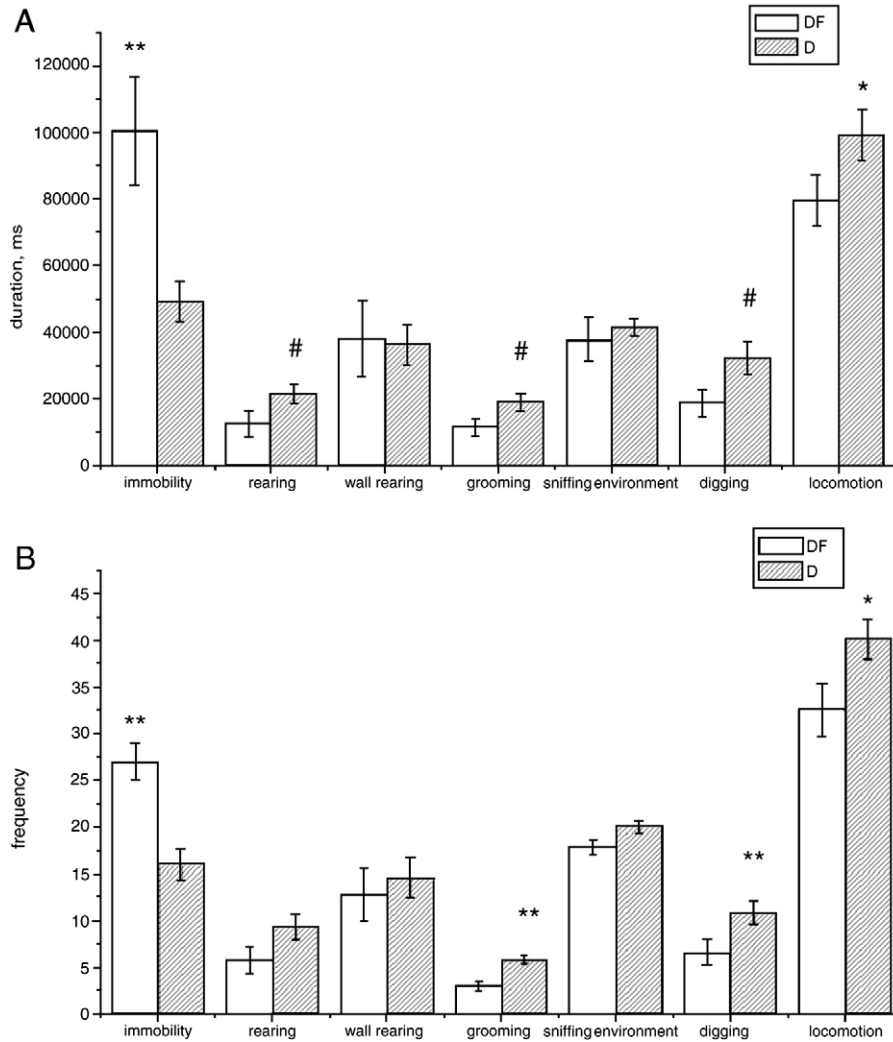 A
DF
D
**
*
120000
100000
80000
60000
40000
20000
0
duration, ms
#
#
#
immobility
rearing
wall rearing
grooming
sniffing environment
digging
locomotion
B
DF
D
45
40
35
30
25
20
15
10
5
0
frequency
**
**
**
*
immobility
rearing
wall rearing
grooming
sniffing environment
digging
locomotion